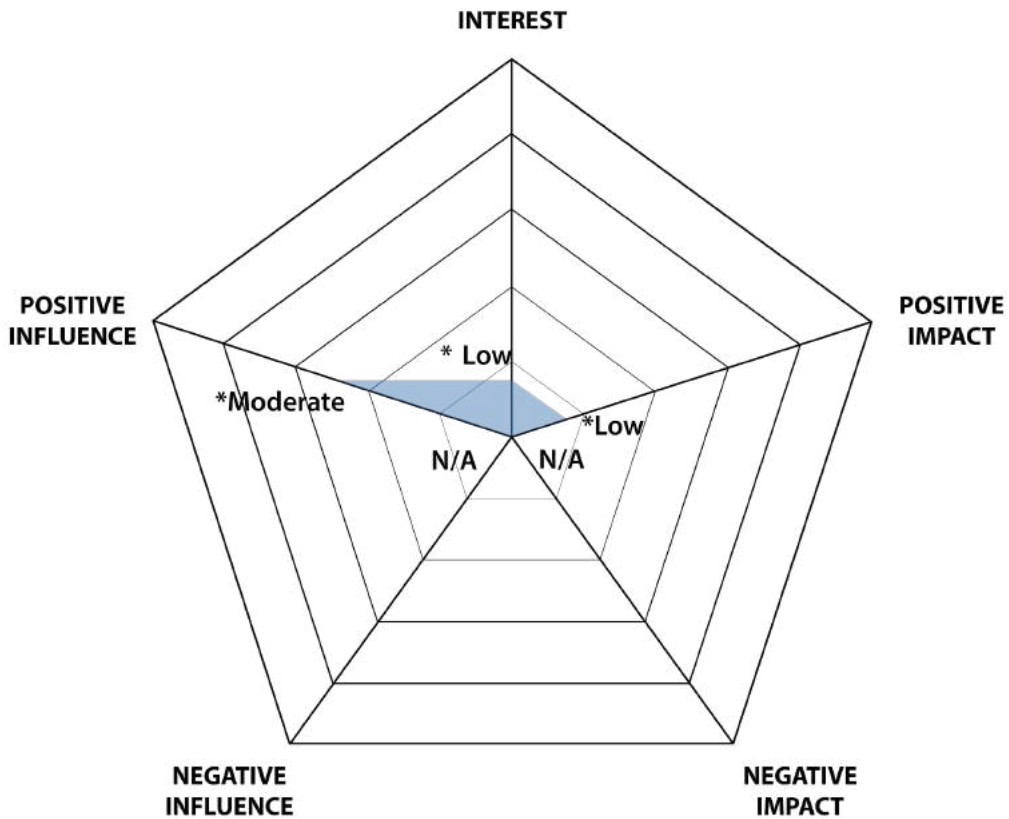 INTEREST
POSITIVE
INFLUENCE
POSITIVE
IMPACT
* Low
*Moderate
*Low
N/A
N/A
NEGATIVE
INFLUENCE
NEGATIVE
IMPACT